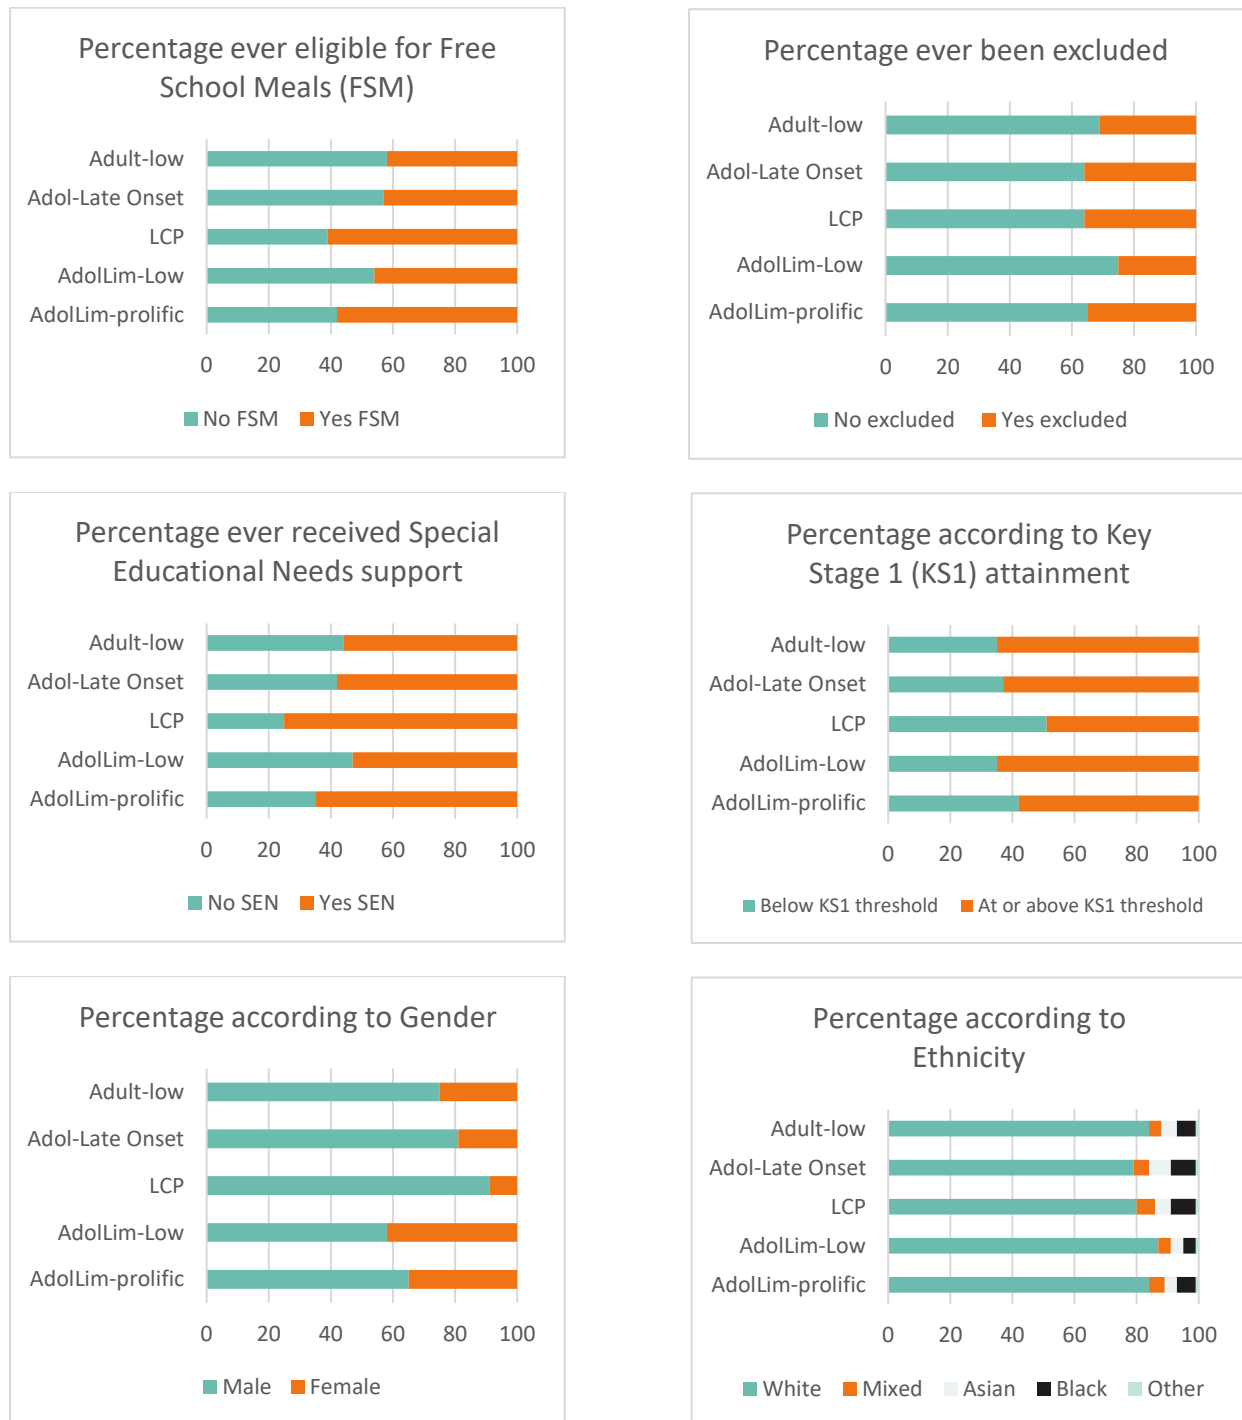 Percentage ever eligible for Free
School Meals (FSM)
Adult-low
Adol-Late Onset
LCP
AdolLim-Low
AdolLim-prolific
0 20 40 60 80 100
No FSM Yes FSM
Percentage ever been excluded
Adult-low
Adol-Late Onset
LCP
AdolLim-Low
AdolLim-prolific
0 20 40 60 80 100
No excluded Yes excluded
Percentage ever received Special
Educational Needs support
Adult-low
Adol-Late Onset
LCP
AdolLim-Low
AdolLim-prolific
0 20 40 60 80 100
No SEN Yes SEN
Percentage according to Key
Stage 1 (KS1) attainment
Adult-low
Adol-Late Onset
LCP
AdolLim-Low
AdolLim-prolific
0 20 40 60 80 100
Below KS1 threshold At or above KS1 threshold
Percentage according to Gender
Adult-low
Adol-Late Onset
LCP
AdolLim-Low
AdolLim-prolific
0 20 40 60 80 100
Male Female
Percentage according to
Ethnicity
Adult-low
Adol-Late Onset
LCP
AdolLim-Low
AdolLim-prolific
0 20 40 60 80 100
White Mixed Asian Black Other